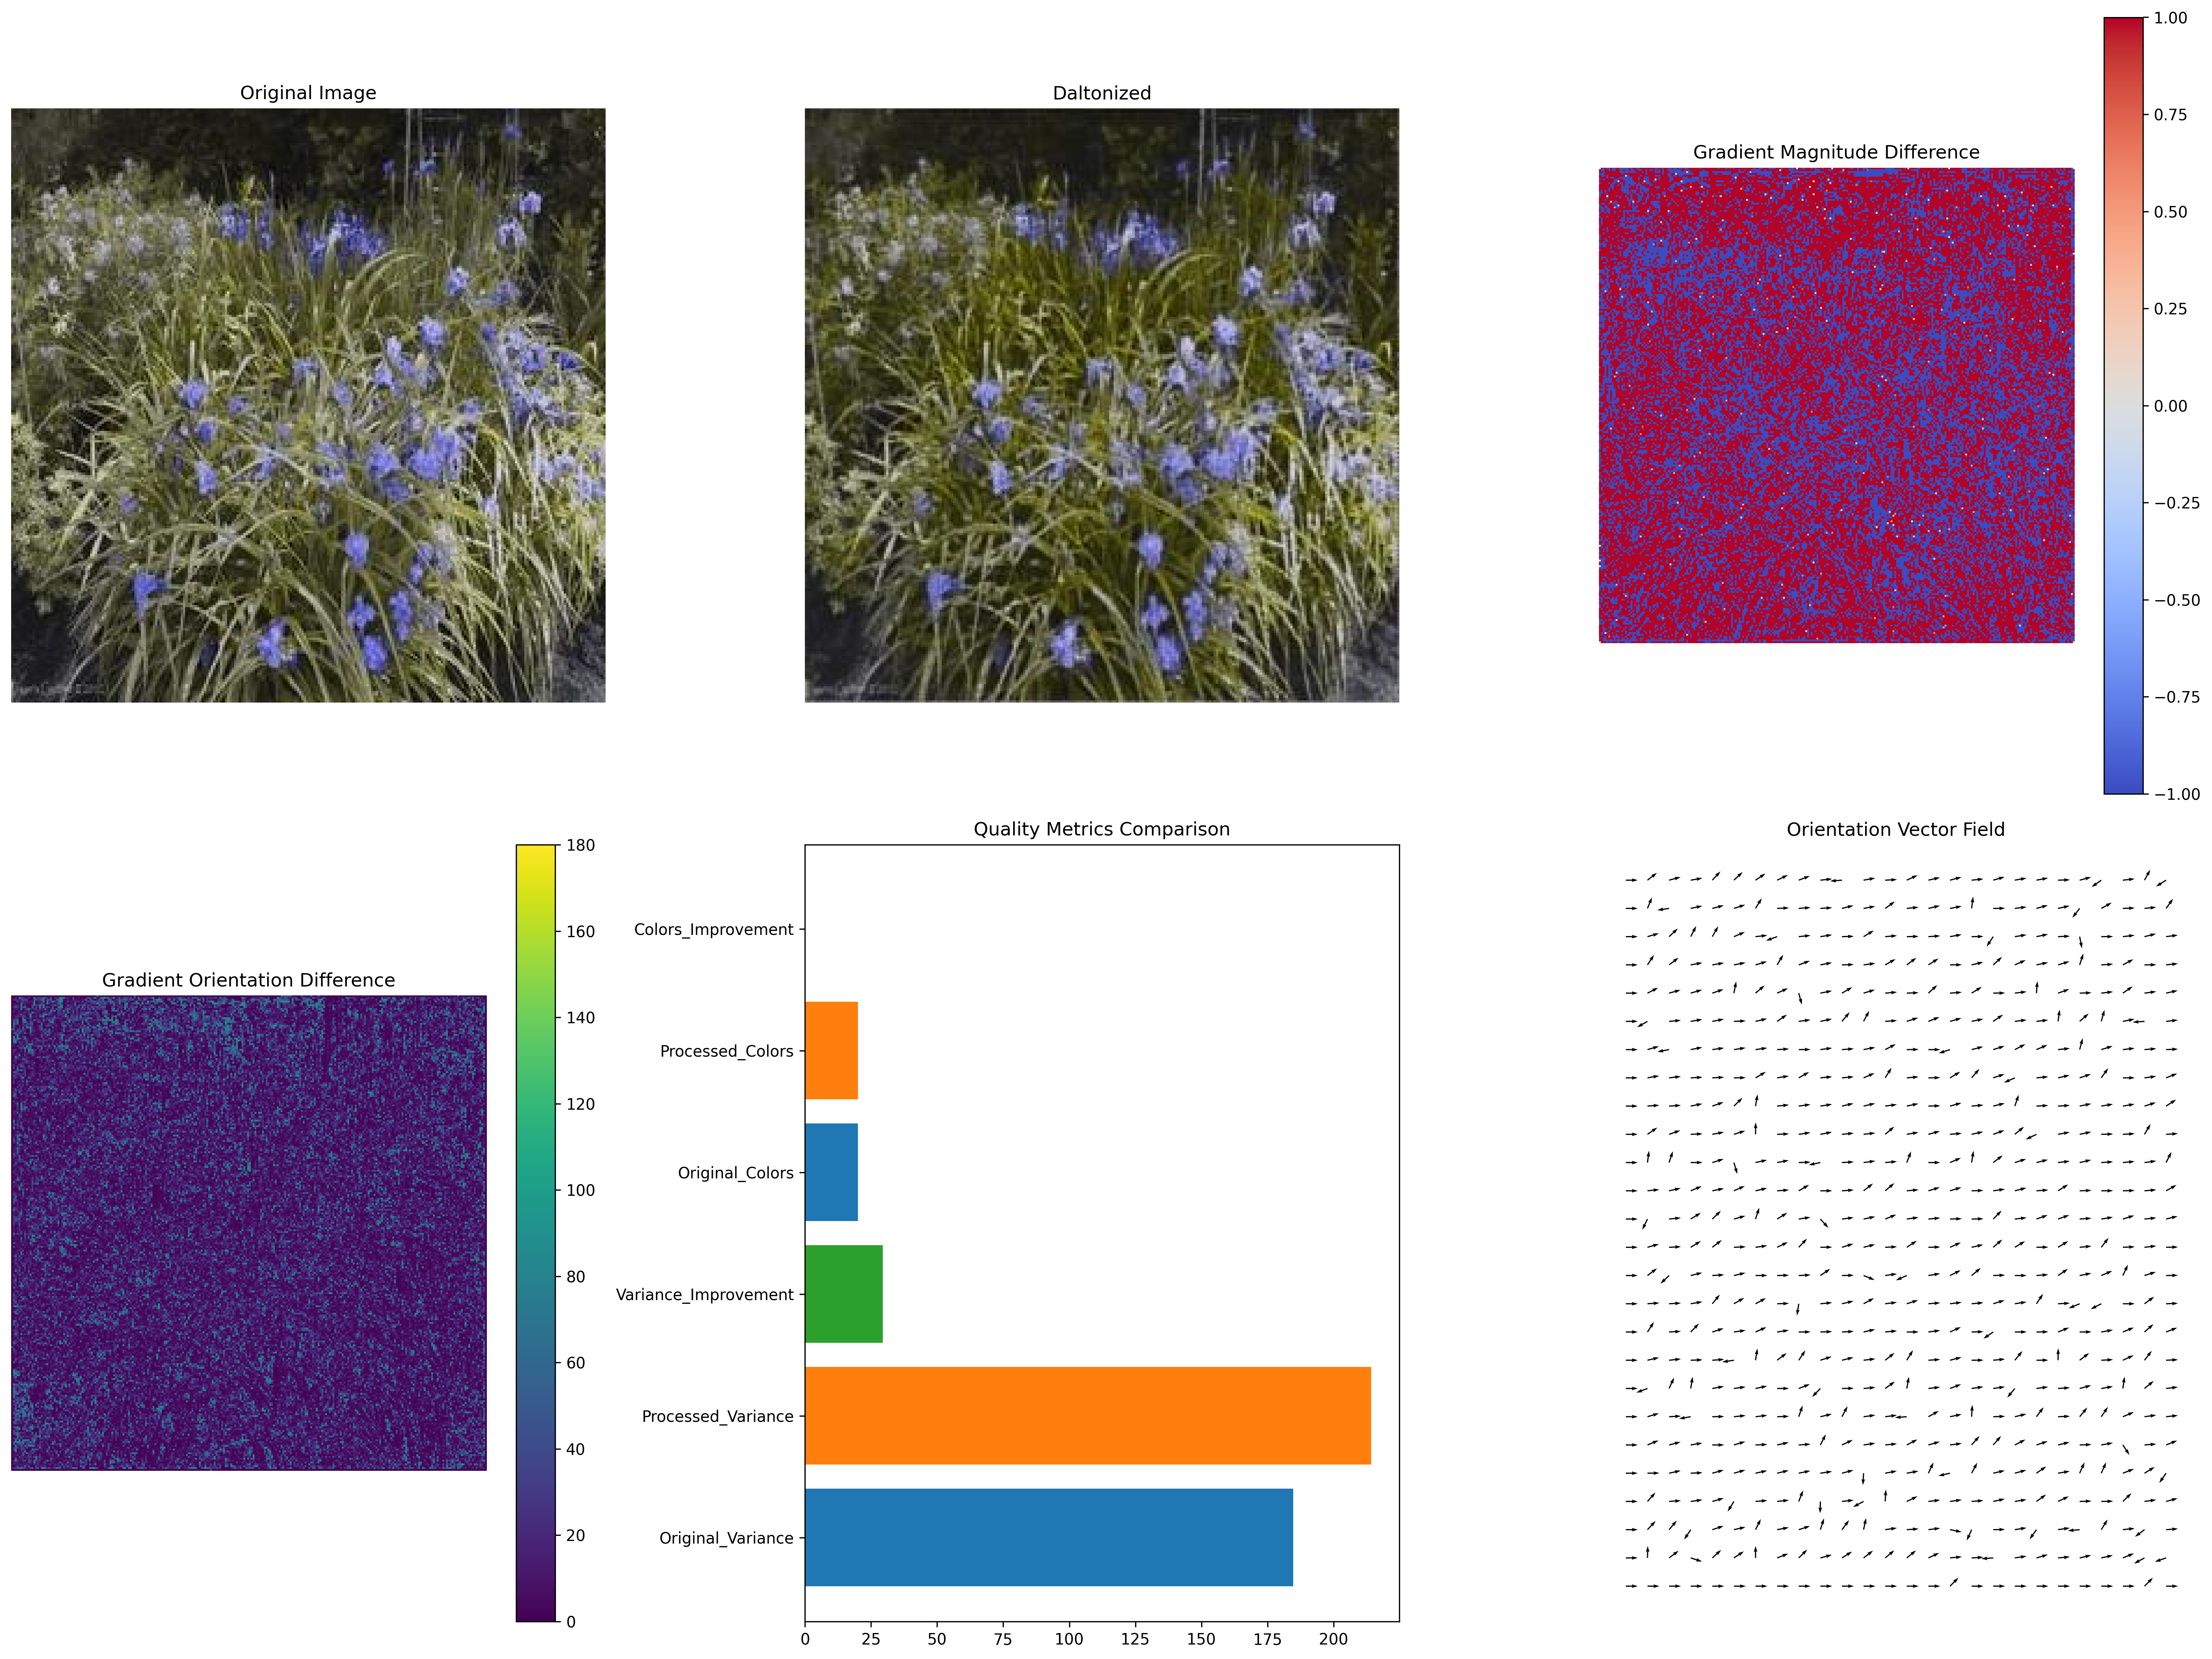 Original Image
Daltonized
Gradient Magnitude Difference
1.00
0.75
0.50
0.25
0.00
−0.25
−0.50
−0.75
−1.00
Gradient Orientation Difference
180
160
140
120
100
80
60
40
20
0
Quality Metrics Comparison
Colors_Improvement
Processed_Colors
Original_Colors
Variance_Improvement
Processed_Variance
Original_Variance
0 25 50 75 100 125 150 175 200
Orientation Vector Field